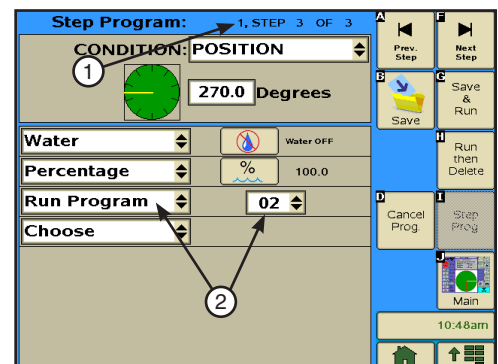 Step Program: 1, STEP 3 OF 3
CONDITION: POSITION
1
270.0 Degrees
Water Water OFF
Percentage % 100.0
Run Program 02
Choose
2
A
Prev.
Step
F
Next
Step
B
Save
G
Save
&
Run
H
Run
then
Delete
D
Cancel
Prog.
I
Step
Prog
J
Main
10:48am